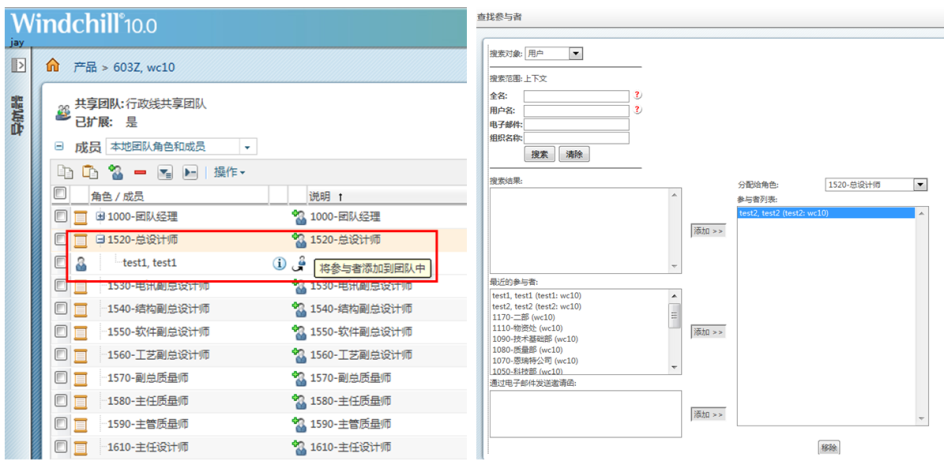 Windchill 10.0
jay
产品 > 603Z, wc10
共享团队: 行政线共享团队
已扩展: 是
成员 本地团队角色和成员
操作
角色 / 成员 说明 ↑
1000-团队经理 1000-团队经理
1520-总设计师 1520-总设计师
test1, test1 将参与者添加到团队中
1530-电讯副总设计师 1530-电讯副总设计师
1540-结构副总设计师 1540-结构副总设计师
1550-软件副总设计师 1550-软件副总设计师
1560-工艺副总设计师 1560-工艺副总设计师
1570-副总质量师 1570-副总质量师
1580-主任质量师 1580-主任质量师
1590-主管质量师 1590-主管质量师
1610-主任设计师 1610-主任设计师
查找参与者
搜索对象: 用户
搜索范围: 上下文
全名:
用户名:
电子邮件:
组织名称:
搜索 清除
搜索结果:
添加 >>
最近的参与者:
test1, test1 (test1: wc10)
test2, test2 (test2: wc10)
1170-二部 (wc10)
1110-物资处 (wc10)
1090-技术基础部 (wc10)
1080-质量部 (wc10)
1070-恩瑞特公司 (wc10)
1050-科技部 (wc10)
添加 >>
通过电子邮件发送邀请函:
添加 >>
分配给角色: 1520-总设计师
参与者列表:
test2, test2 (test2: wc10)
移除